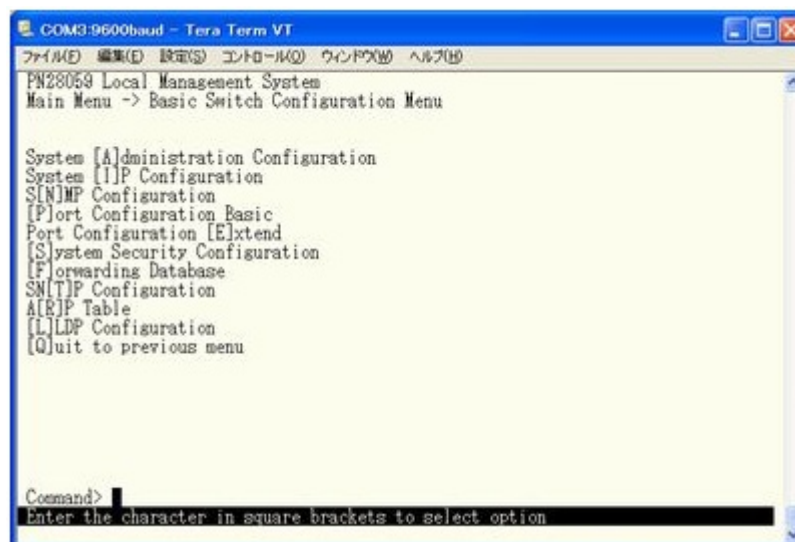 COM3:9600baud - Tera Term VT
ファイル(F) 編集(E) 設定(S) コントロール(O) ウィンドウ(W) ヘルプ(H)
PN28059 Local Management System
Main Menu -> Basic Switch Configuration Menu
System [A]dministration Configuration
System [I]P Configuration
S[N]MP Configuration
[P]ort Configuration Basic
Port Configuration [E]xtend
[S]ystem Security Configuration
[F]orwarding Database
SN[T]P Configuration
A[R]P Table
[L]LDP Configuration
[Q]uit to previous menu
Command>
Enter the character in square brackets to select option